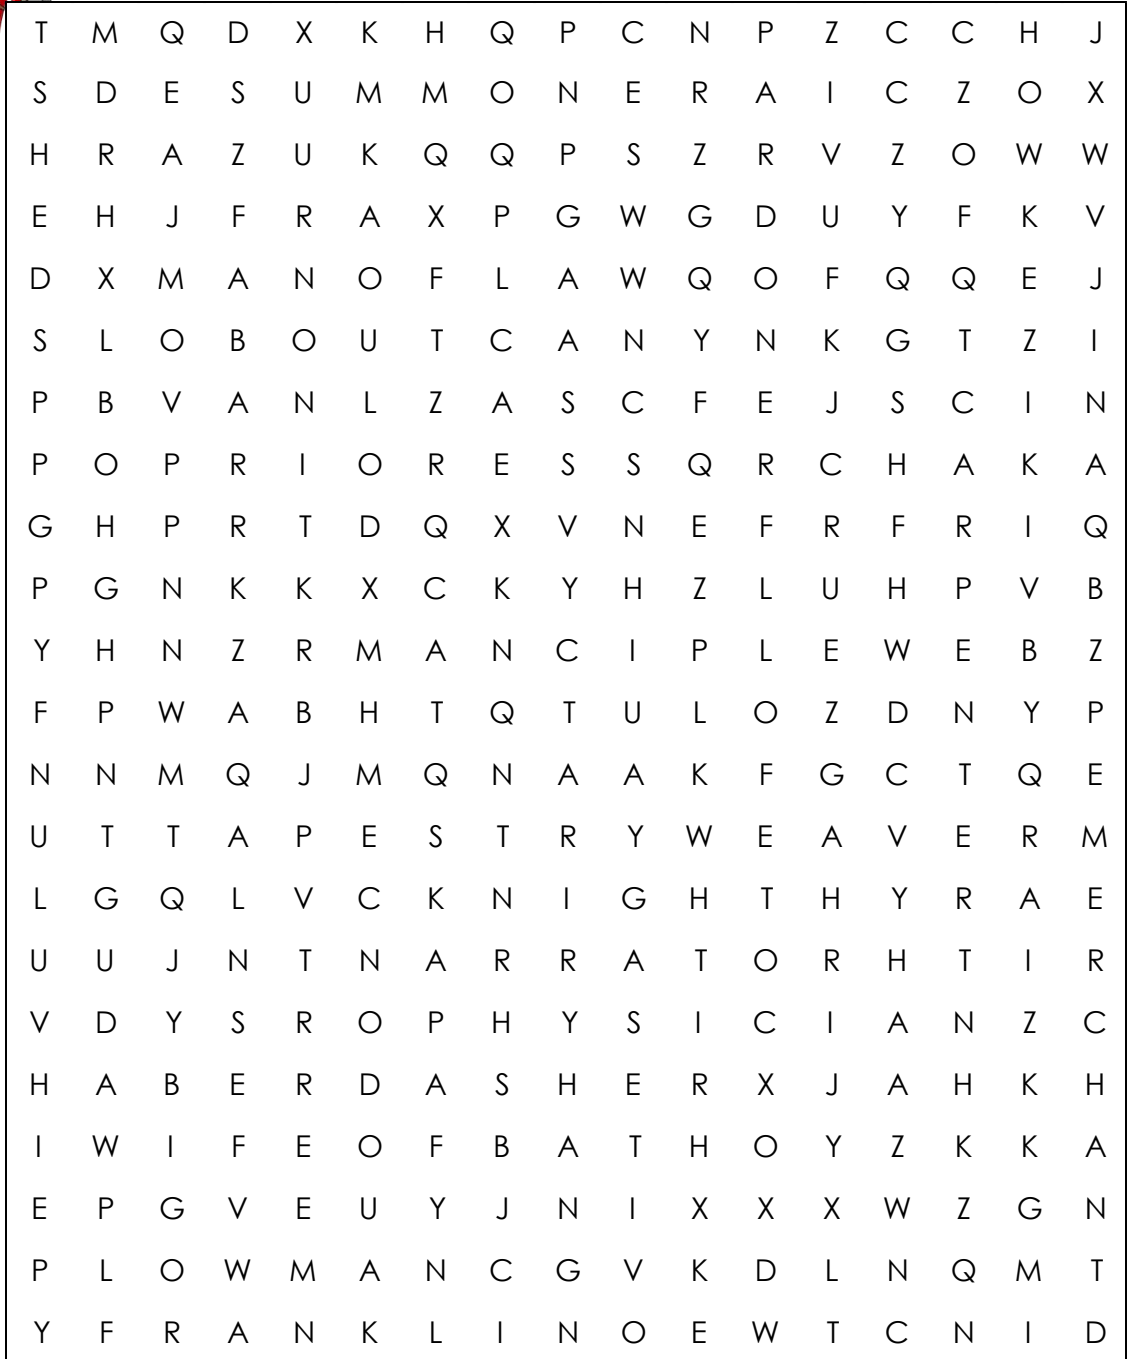 T M Q D X K H Q P C N P Z C C H J
S D E S U M M O N E R A I C Z O X
H R A Z U K Q Q P S Z R V Z O W W
E H J F R A X P G W G D U Y F K V
D X M A N O F L A W Q O F Q Q E J
S L O B O U T C A N Y N K G T Z I
P B V A N L Z A S C F E J S C I N
P O P R I O R E S S Q R C H A K A
G H P R T D Q X V N E F R F R I Q
P G N K K X C K Y H Z L U H P V B
Y H N Z R M A N C I P L E W E B Z
F P W A B H T Q T U L O Z D N Y P
N N M Q J M Q N A A K F G C T Q E
U T T A P E S T R Y W E A V E R M
L G Q L V C K N I G H T H Y R A E
U U J N T N A R R A T O R H T I R
V D Y S R O P H Y S I C I A N Z C
H A B E R D A S H E R X J A H K H
I W I F E O F B A T H O Y Z K K A
E P G V E U Y J N I X X X W Z G N
P L O W M A N C G V K D L N Q M T
Y F R A N K L I N O E W T C N I D